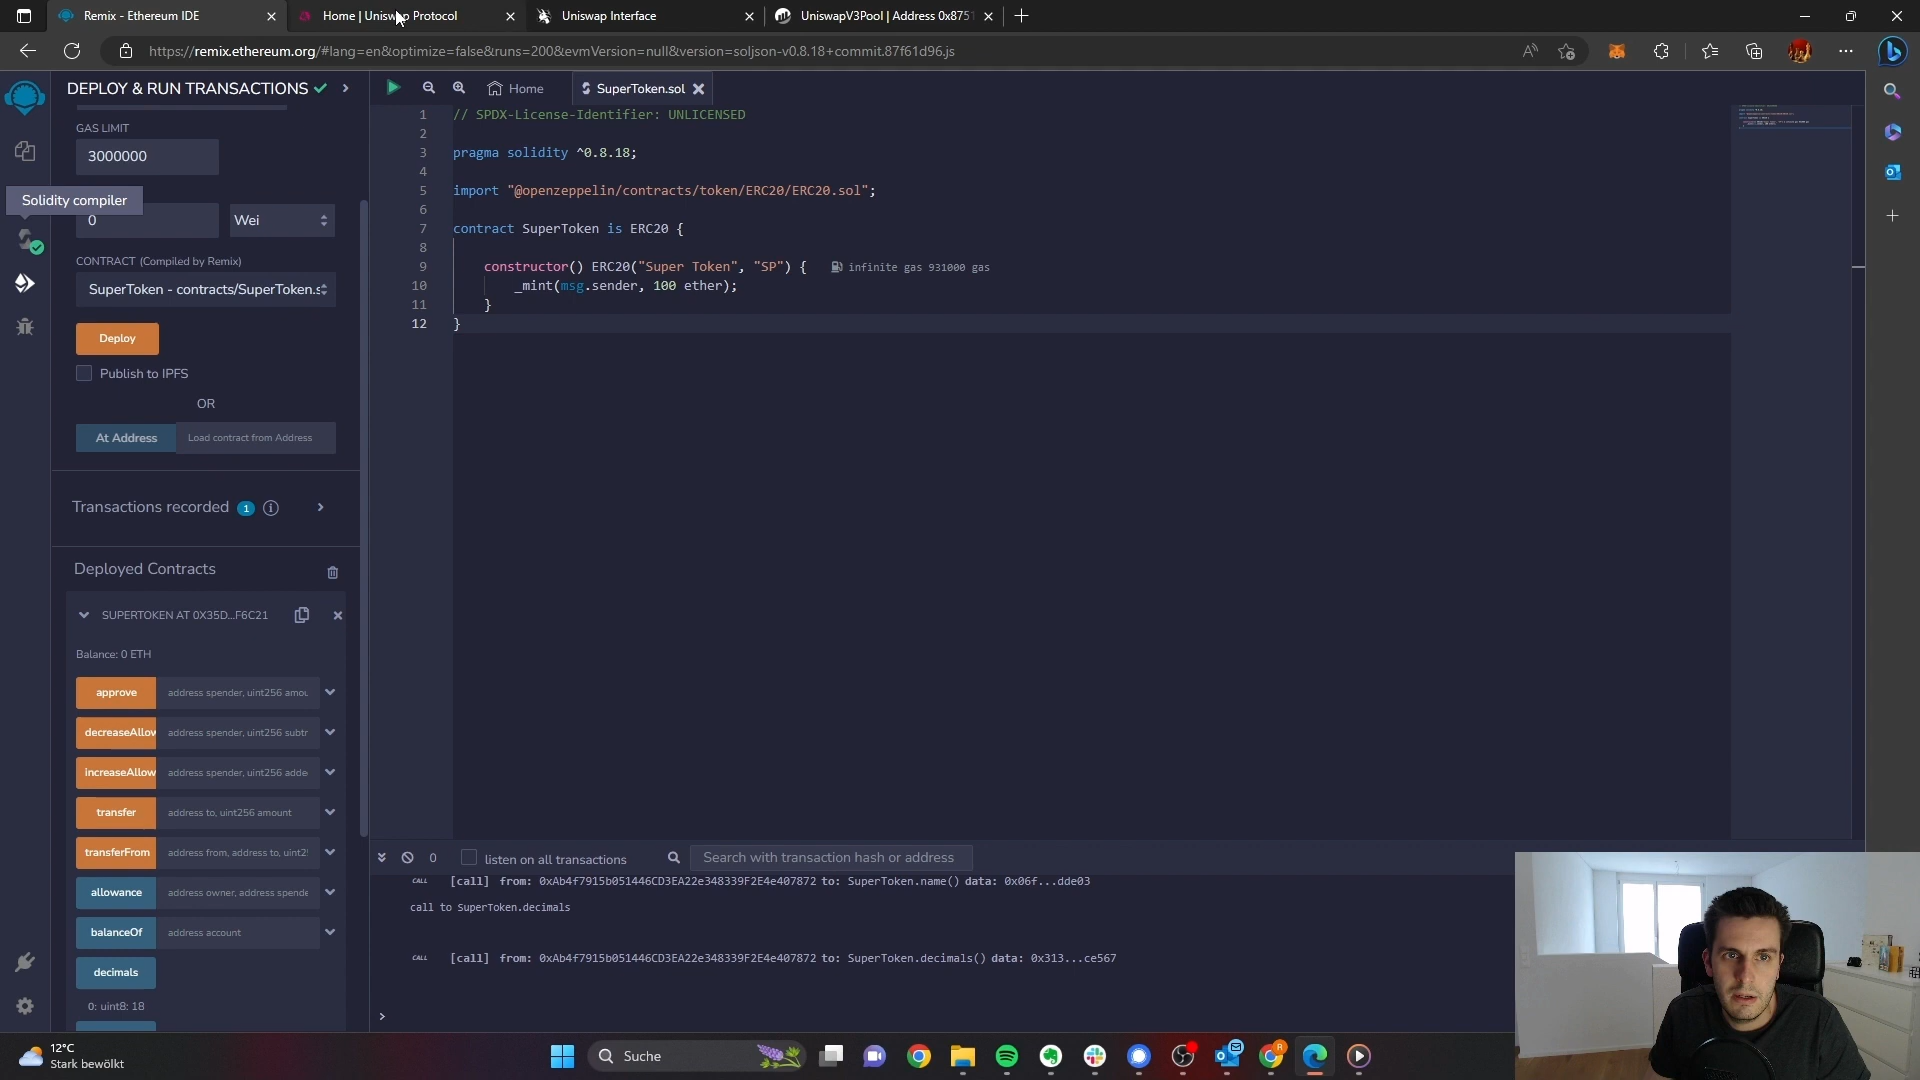 Remix - Ethereum IDE
Home | Uniswap Protocol
Uniswap Interface
UniswapV3Pool | Address 0x8751
https://remix.ethereum.org/#lang=en&optimize=false&runs=200&evmVersion=null&version=soljson-v0.8.18+commit.87f61d96.js
DEPLOY & RUN TRANSACTIONS
GAS LIMIT
3000000
Solidity compiler
0
Wei
CONTRACT (Compiled by Remix)
SuperToken - contracts/SuperToken.s
Deploy
Publish to IPFS
OR
At Address
Load contract from Address
Transactions recorded 1 i
Deployed Contracts
SUPERTOKEN AT 0X35D...F6C21
Balance: 0 ETH
approve
address spender, uint256 amou
decreaseAllow
address spender, uint256 subtr
increaseAllow
address spender, uint256 adde
transfer
address to, uint256 amount
transferFrom
address from, address to, uint2
allowance
address owner, address spende
balanceOf
address account
decimals
0: uint8: 18
Home
SuperToken.sol
1 // SPDX-License-Identifier: UNLICENSED
2
3 pragma solidity ^0.8.18;
4
5 import "@openzeppelin/contracts/token/ERC20/ERC20.sol";
6
7 contract SuperToken is ERC20 {
8
9 constructor() ERC20("Super Token", "SP") { infinite gas 931000 gas
10 _mint(msg.sender, 100 ether);
11 }
12 }
0
listen on all transactions
Search with transaction hash or address
CALL [call] from: 0xAb4f7915b051446CD3EA22e348339F2E4e407872 to: SuperToken.name() data: 0x06f...dde03
call to SuperToken.decimals
CALL [call] from: 0xAb4f7915b051446CD3EA22e348339F2E4e407872 to: SuperToken.decimals() data: 0x313...ce567
>
12°C
Stark bewölkt
Suche